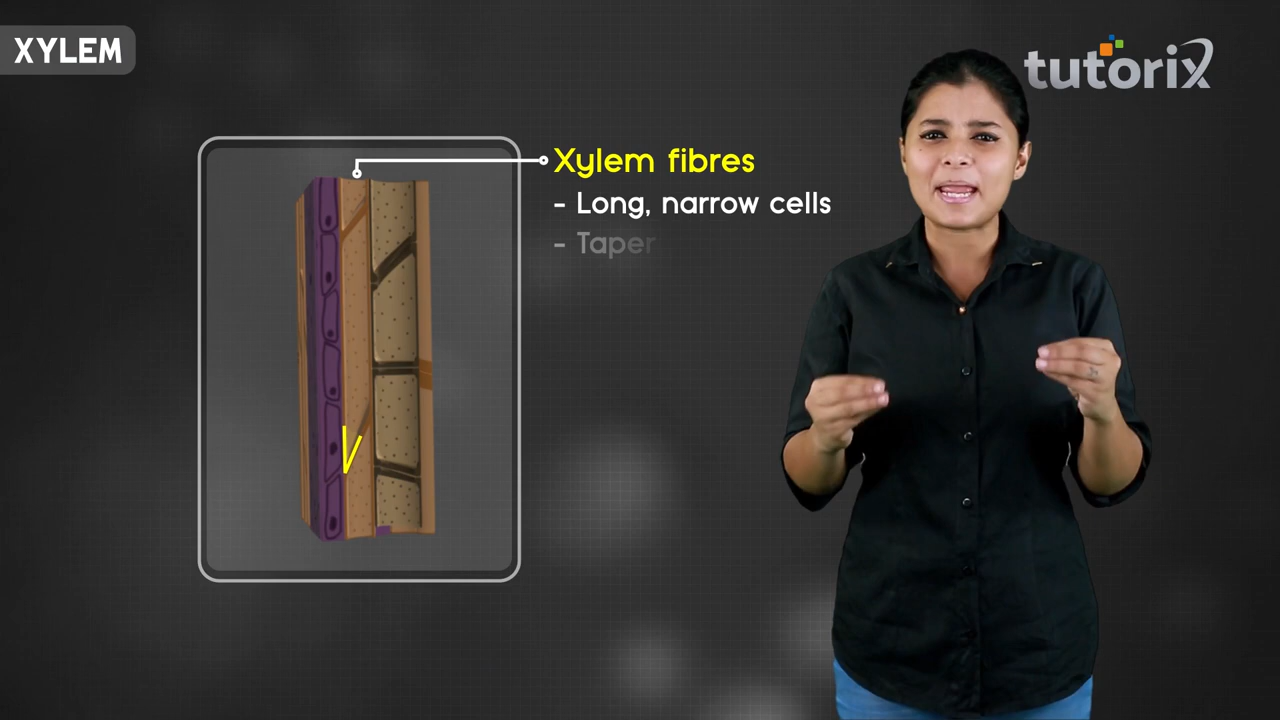 XYLEM
tutorix
Xylem fibres
- Long, narrow cells
- Taper